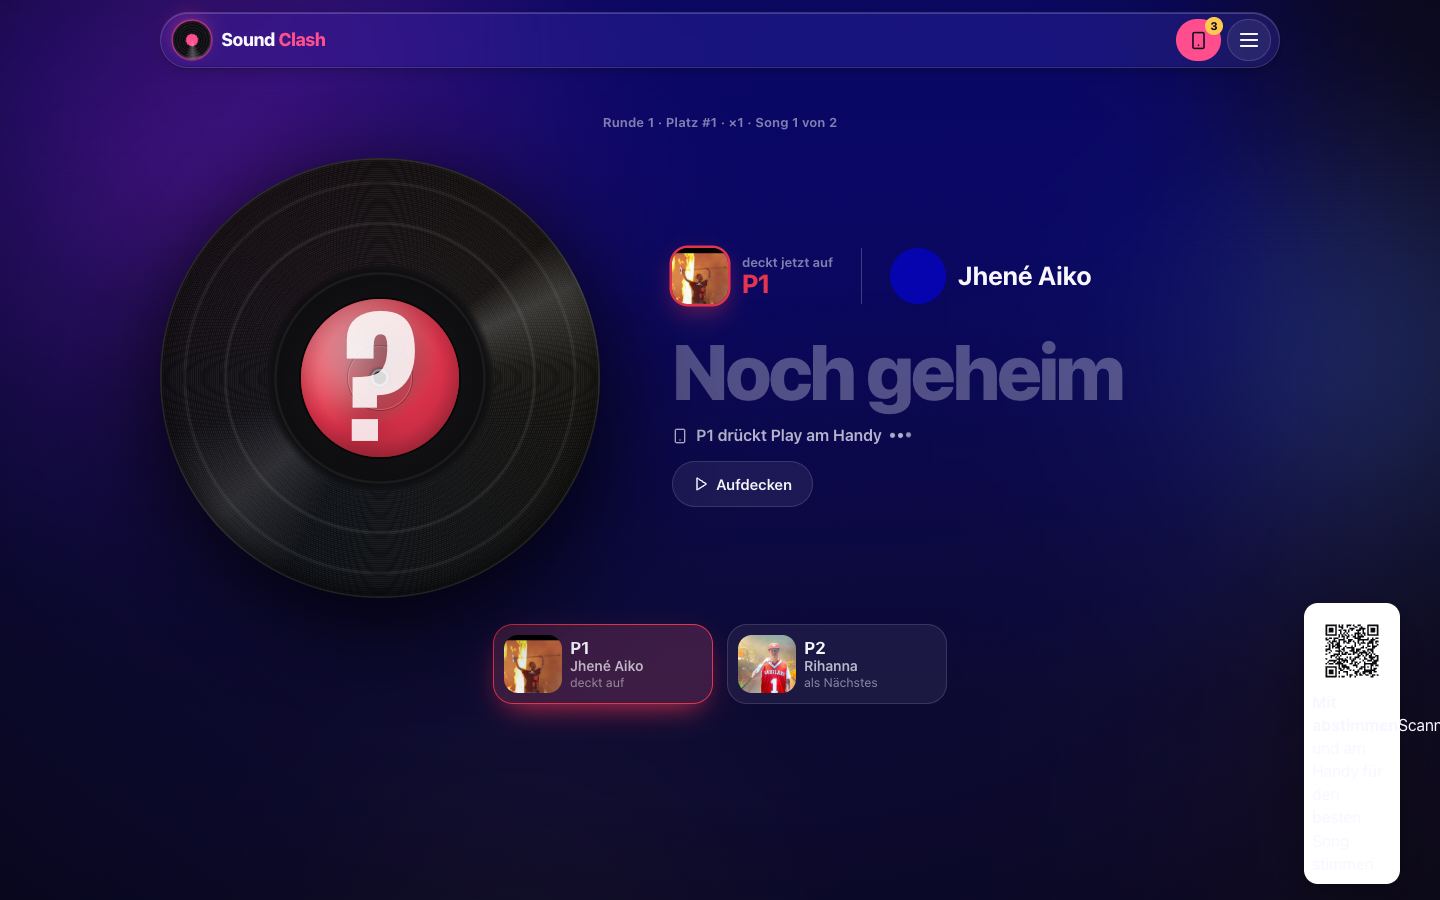 Sound Clash
3
Runde 1 · Platz #1 · ×1 · Song 1 von 2
?
deckt jetzt auf
P1
Jhené Aiko
Noch geheim
P1 drückt Play am Handy •••
Aufdecken
P1
Jhené Aiko
deckt auf
P2
Rihanna
als Nächstes
Mit
abstimmenScann
und am
Handy für
den
besten
Song
stimmen